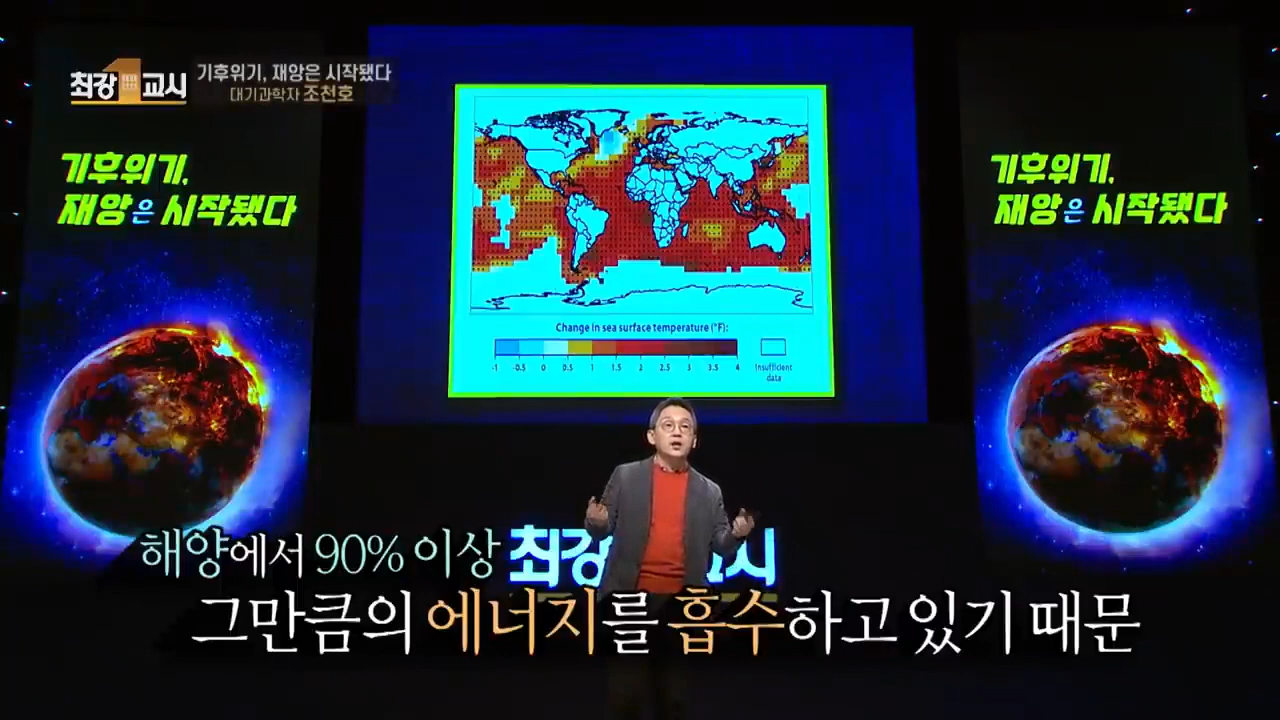 최강1교시
기후위기, 재앙은 시작됐다
대기과학자 조천호
기후위기,
재앙은 시작됐다
기후위기,
재앙은 시작됐다
Change in sea surface temperature (°F):
-1 -0.5 0 0.5 1 1.5 2 2.5 3 3.5 4
Insufficient
data
해양에서 90% 이상
최강 교시
그만큼의 에너지를 흡수하고 있기 때문